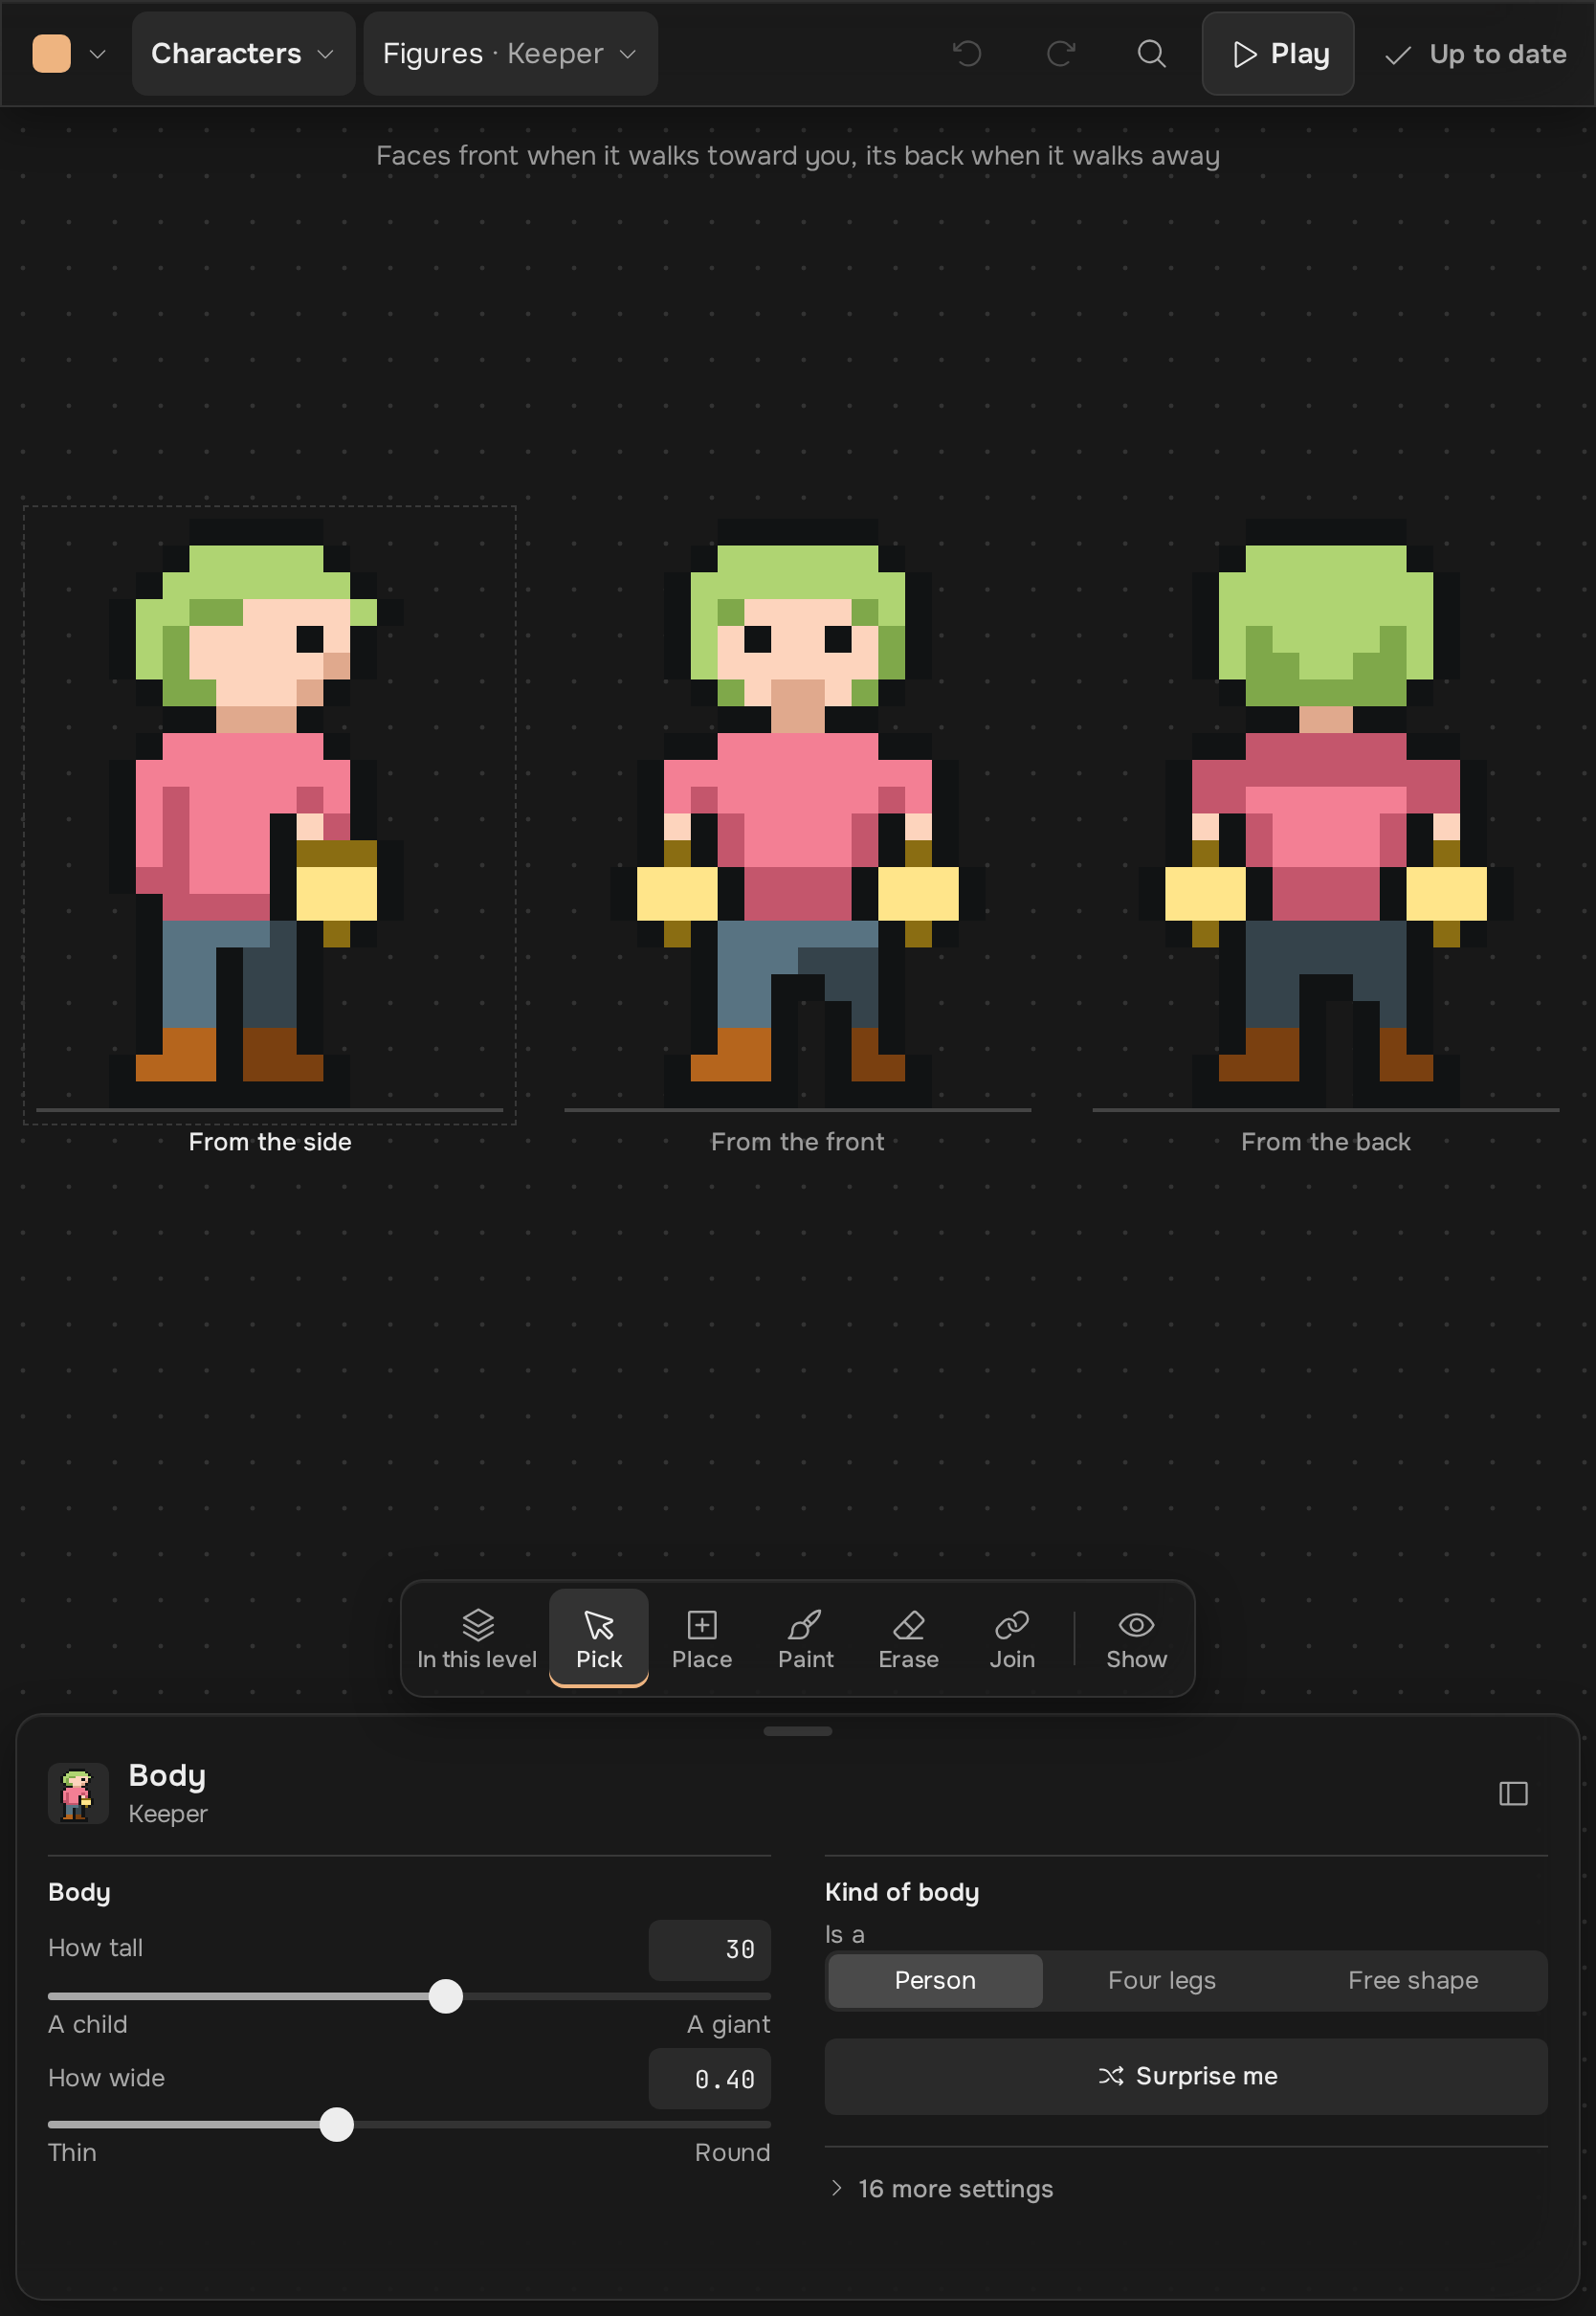 Characters
Figures · Keeper
Play
Up to date
Faces front when it walks toward you, its back when it walks away
From the side
From the front
From the back
In this level
Pick
Place
Paint
Erase
Join
Show
Body
Keeper
Body
How tall
30
A child
A giant
How wide
0.40
Thin
Round
Kind of body
Is a
Person
Four legs
Free shape
Surprise me
16 more settings